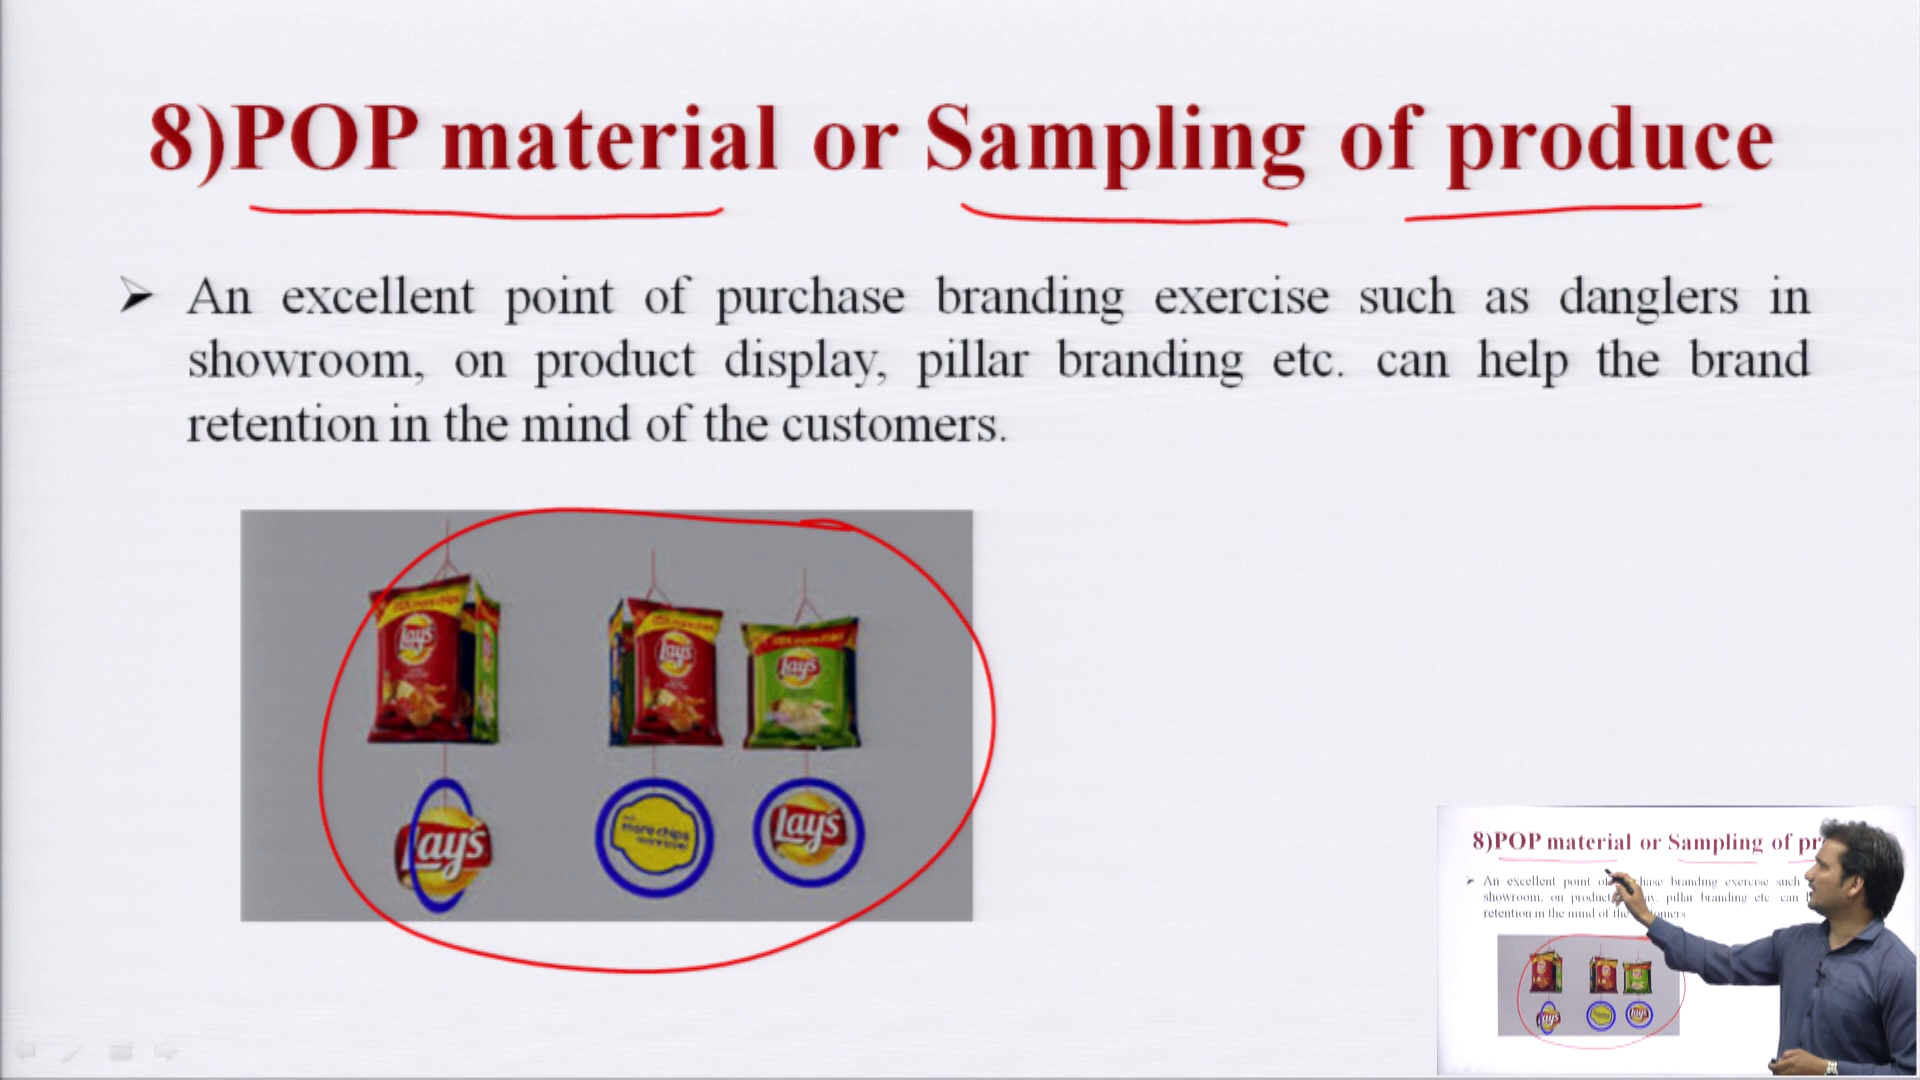 8)POP material or Sampling of produce
➢ An excellent point of purchase branding exercise such as danglers in
showroom, on product display, pillar branding etc. can help the brand
retention in the mind of the customers.
Lay's
Lay's
Lay's
Lay's
more chips
Lay's
8)POP material or Sampling of pr
➢ An excellent point of chase branding exercise such
showroom, on product pillar branding etc. can
retention in the mind of the
Lays